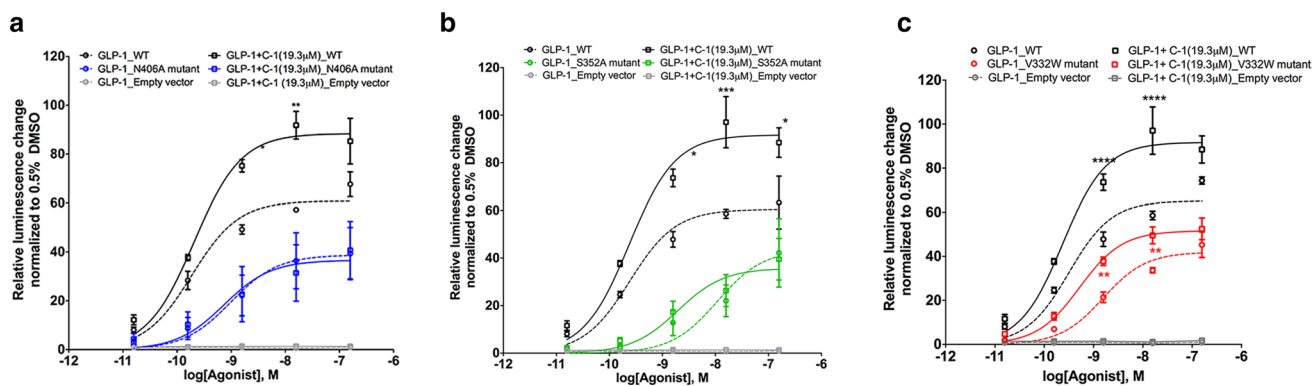 a
GLP-1_WT
GLP-1+C-1(19.3μM)_WT
GLP-1_N406A mutant
GLP-1+C-1(19.3μM)_N406A mutant
GLP-1_Empty vector
GLP-1+C-1 (19.3μM)_Empty vector
Relative luminescence change
normalized to 0.5% DMSO
120
100
80
60
40
20
0
**
*
-12
-11
-10
-9
-8
-7
-6
log[Agonist], M
b
GLP-1_WT
GLP-1+C-1(19.3μM)_WT
GLP-1_S352A mutant
GLP-1+C-1(19.3μM)_S352A mutant
GLP-1_Empty vector
GLP-1+C-1(19.3μM)_Empty vector
Relative luminescence change
normalized to 0.5% DMSO
120
100
80
60
40
20
0
***
*
*
-12
-11
-10
-9
-8
-7
-6
log[Agonist], M
c
GLP-1_WT
GLP-1+ C-1(19.3μM)_WT
GLP-1_V332W mutant
GLP-1+ C-1(19.3μM)_V332W mutant
GLP-1_Empty vector
GLP-1+ C-1(19.3μM)_Empty vector
Relative luminescence change
normalized to 0.5% DMSO
120
100
80
60
40
20
0
****
****
**
**
-12
-11
-10
-9
-8
-7
-6
log[Agonist], M